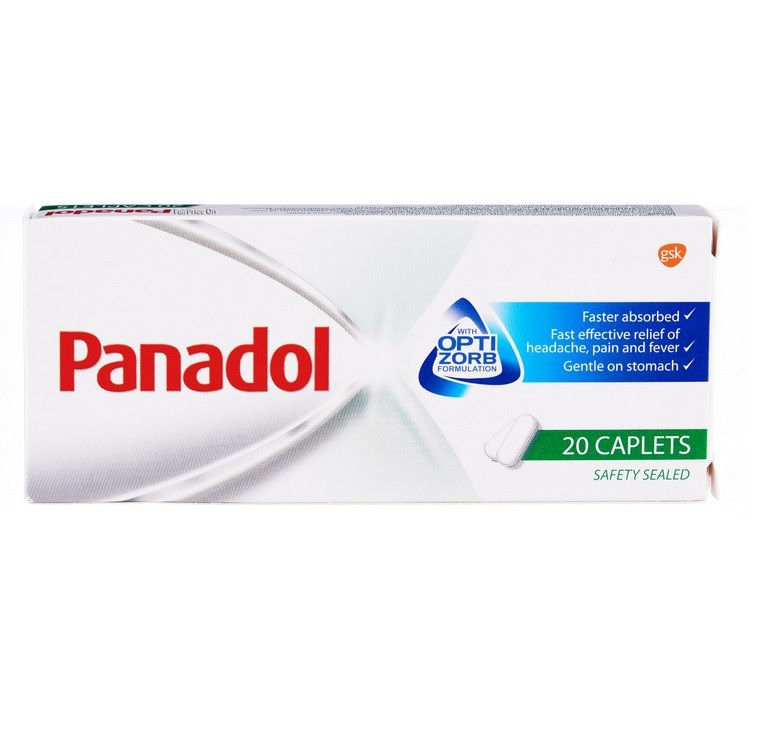 Panadol
gsk
Panadol
WITH
OPTI
ZORB
FORMULATION
Faster absorbed ✓
Fast effective relief of
headache, pain and fever ✓
Gentle on stomach ✓
20 CAPLETS
SAFETY SEALED